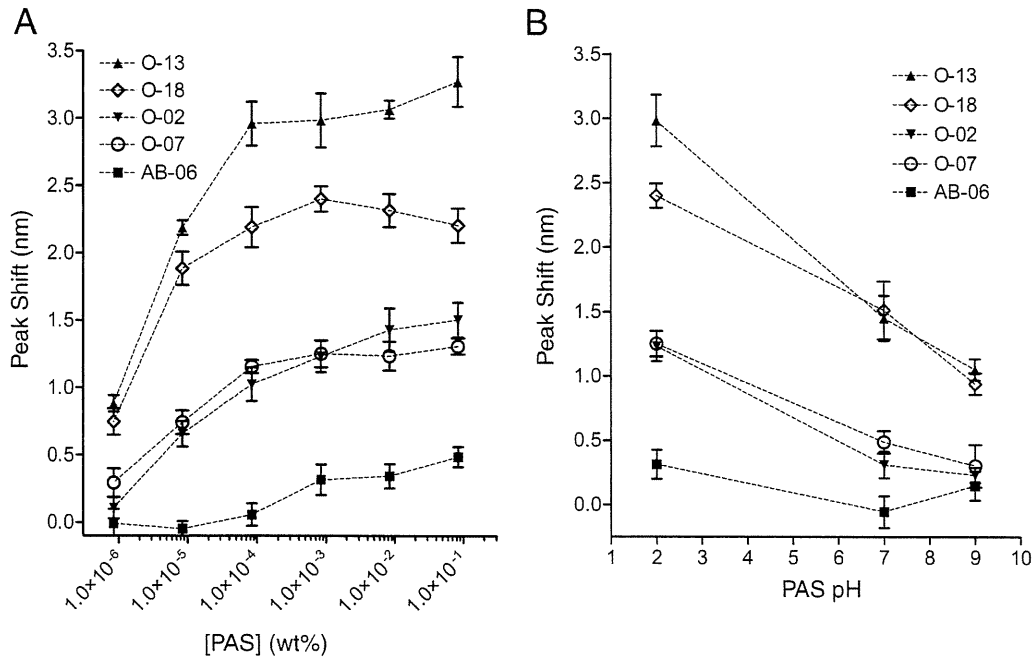 A
Peak Shift (nm)
3.5
3.0
2.5
2.0
1.5
1.0
0.5
0.0
O-13
O-18
O-02
O-07
AB-06
1.0×10⁻⁶
1.0×10⁻⁵
1.0×10⁻⁴
1.0×10⁻³
1.0×10⁻²
1.0×10⁻¹
[PAS] (wt%)
B
Peak Shift (nm)
3.5
3.0
2.5
2.0
1.5
1.0
0.5
0.0
O-13
O-18
O-02
O-07
AB-06
1 2 3 4 5 6 7 8 9 10
PAS pH